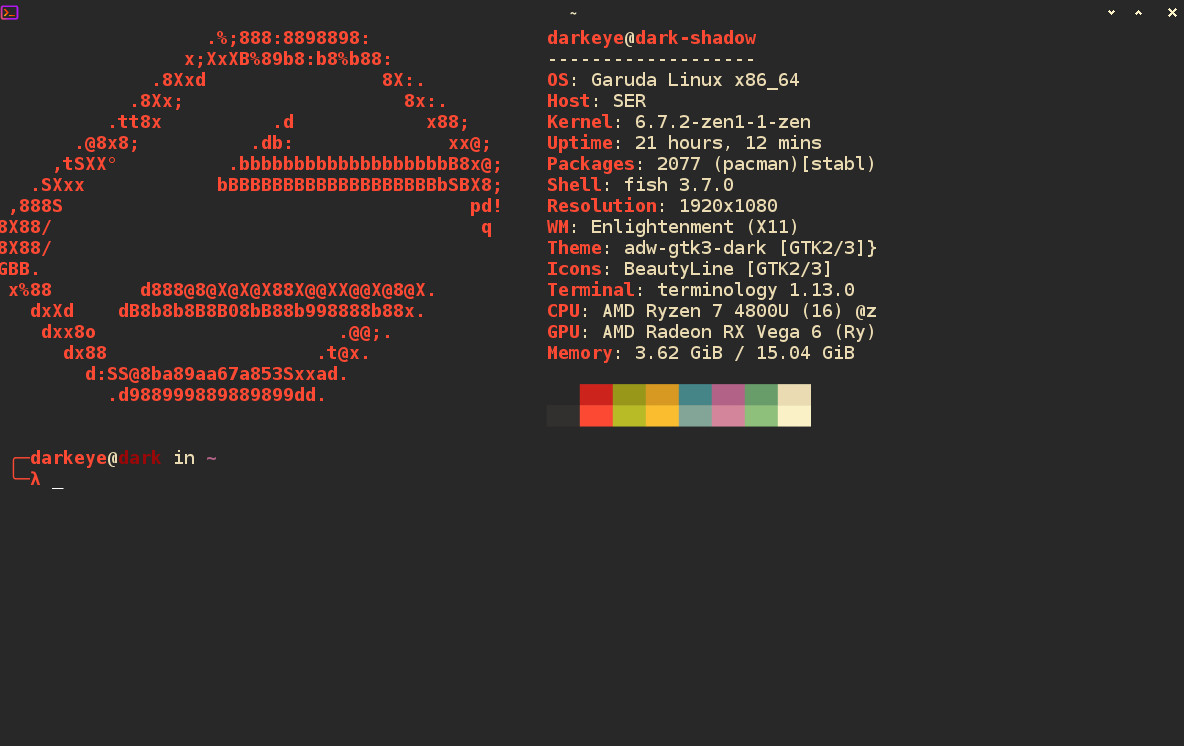 ~
.%;888:8898898:
x;XxXB%89b8:b8%b88:
.8Xxd                8X:.
.8Xx;                    8x:.
.tt8x          .d            x88;
.@8x8;          .db:              xx@;
,tSXX°          .bbbbbbbbbbbbbbbbbbbB8x@;
.SXxx            bBBBBBBBBBBBBBBBBBBBbSBX8;
,888S                                     pd!
8X88/                                       q
8X88/
GBB.
x%88        d888@8@X@X@X88X@@XX@@X@8@X.
dxXd    dB8b8b8B8B08bB88b998888b88x.
dxx8o                      .@@;.
dx88                   .t@x.
d:SS@8ba89aa67a853Sxxad.
.d988999889889899dd.
darkeye@dark-shadow
-------------------
OS: Garuda Linux x86_64
Host: SER
Kernel: 6.7.2-zen1-1-zen
Uptime: 21 hours, 12 mins
Packages: 2077 (pacman)[stabl)
Shell: fish 3.7.0
Resolution: 1920x1080
WM: Enlightenment (X11)
Theme: adw-gtk3-dark [GTK2/3]}
Icons: BeautyLine [GTK2/3]
Terminal: terminology 1.13.0
CPU: AMD Ryzen 7 4800U (16) @z
GPU: AMD Radeon RX Vega 6 (Ry)
Memory: 3.62 GiB / 15.04 GiB
╭─darkeye@dark in ~
╰─λ _